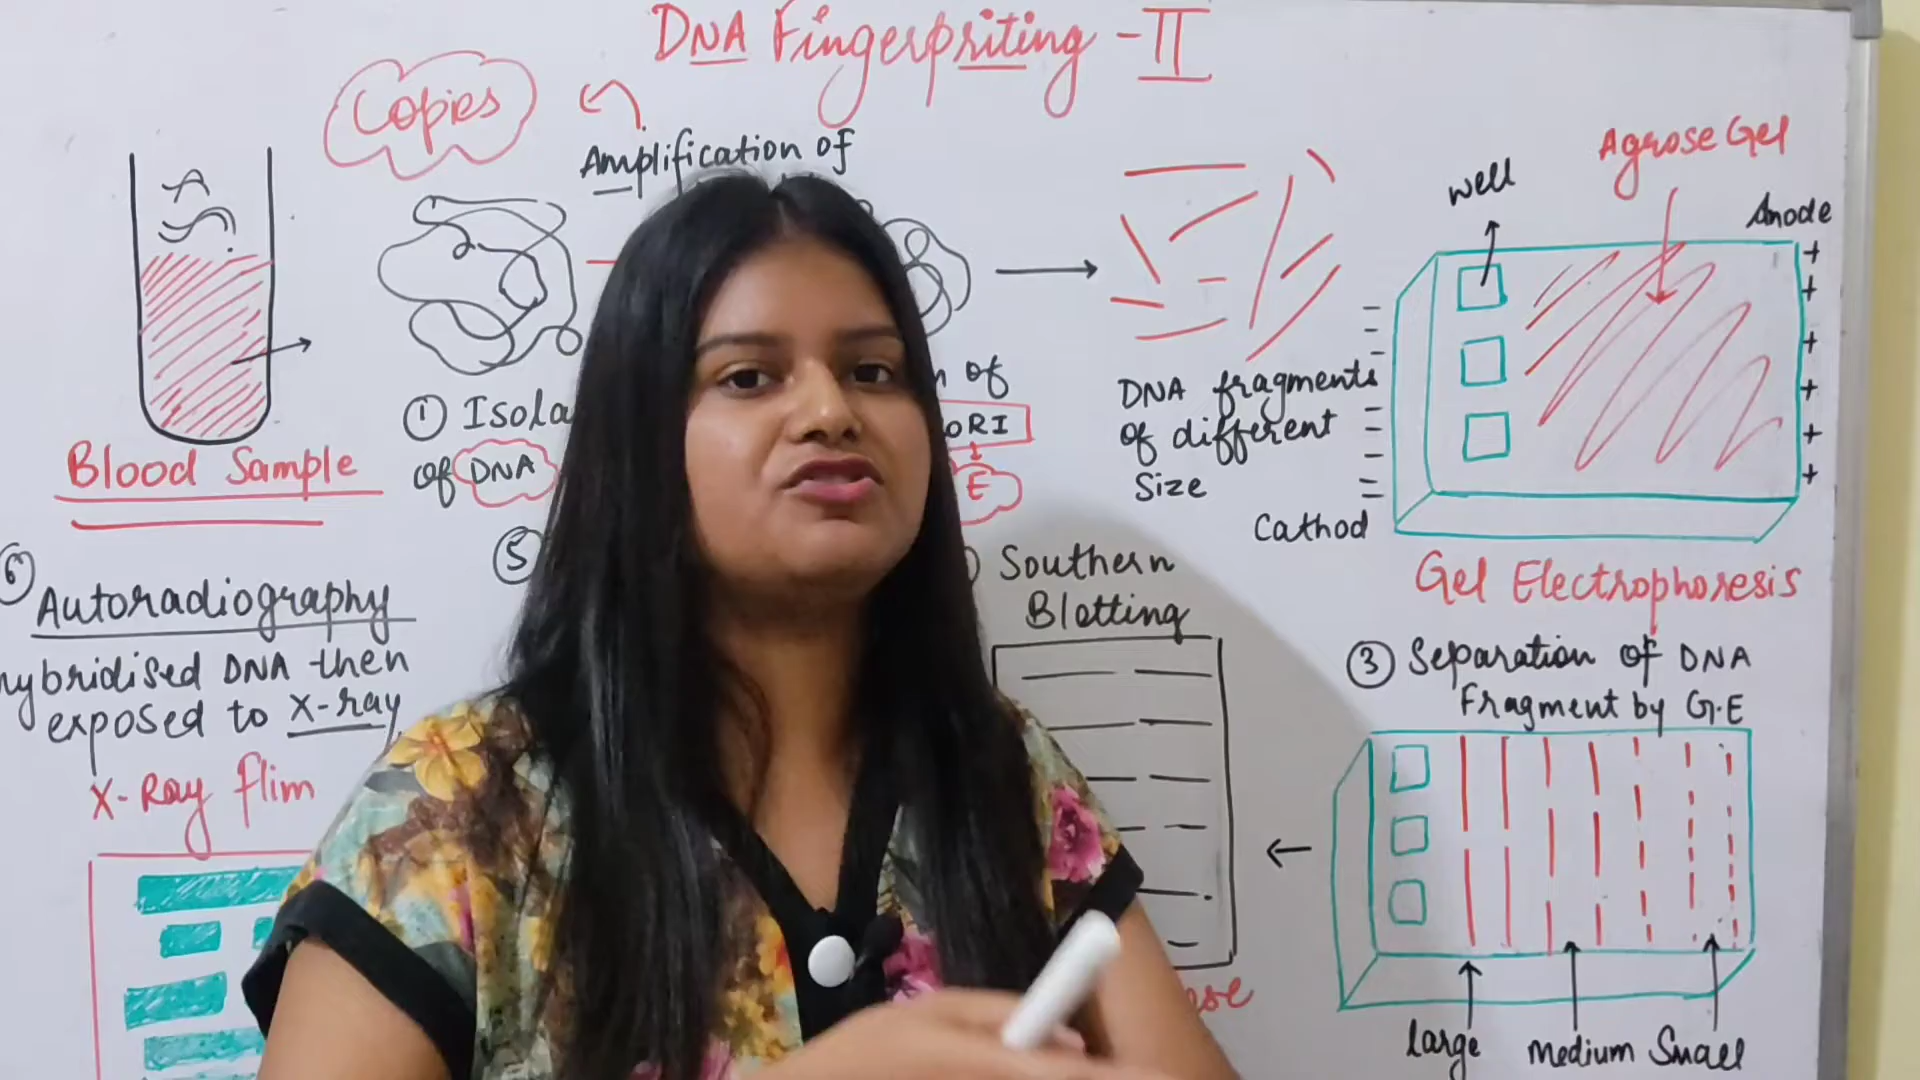 DNA Fingerpriting - II
Copies
Amplification of
Blood Sample
① Isola
of DNA
n of
oRI
E
DNA fragments
of different
Size
well
Agrose Gel
Anode
+
+
+
+
+
+
Cathod
Gel Electrophoresis
③ Separation of DNA
Fragment by G.E
large medium Small
Southern
Blotting
ose
⑤
⑥ Autoradiography
hybridised DNA then
exposed to X-ray
X-Ray flim